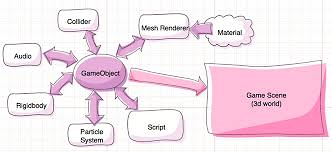 Collider
Mesh Renderer
Material
Audio
GameObject
Game Scene
(3d world)
Rigidbody
Particle
System
Script